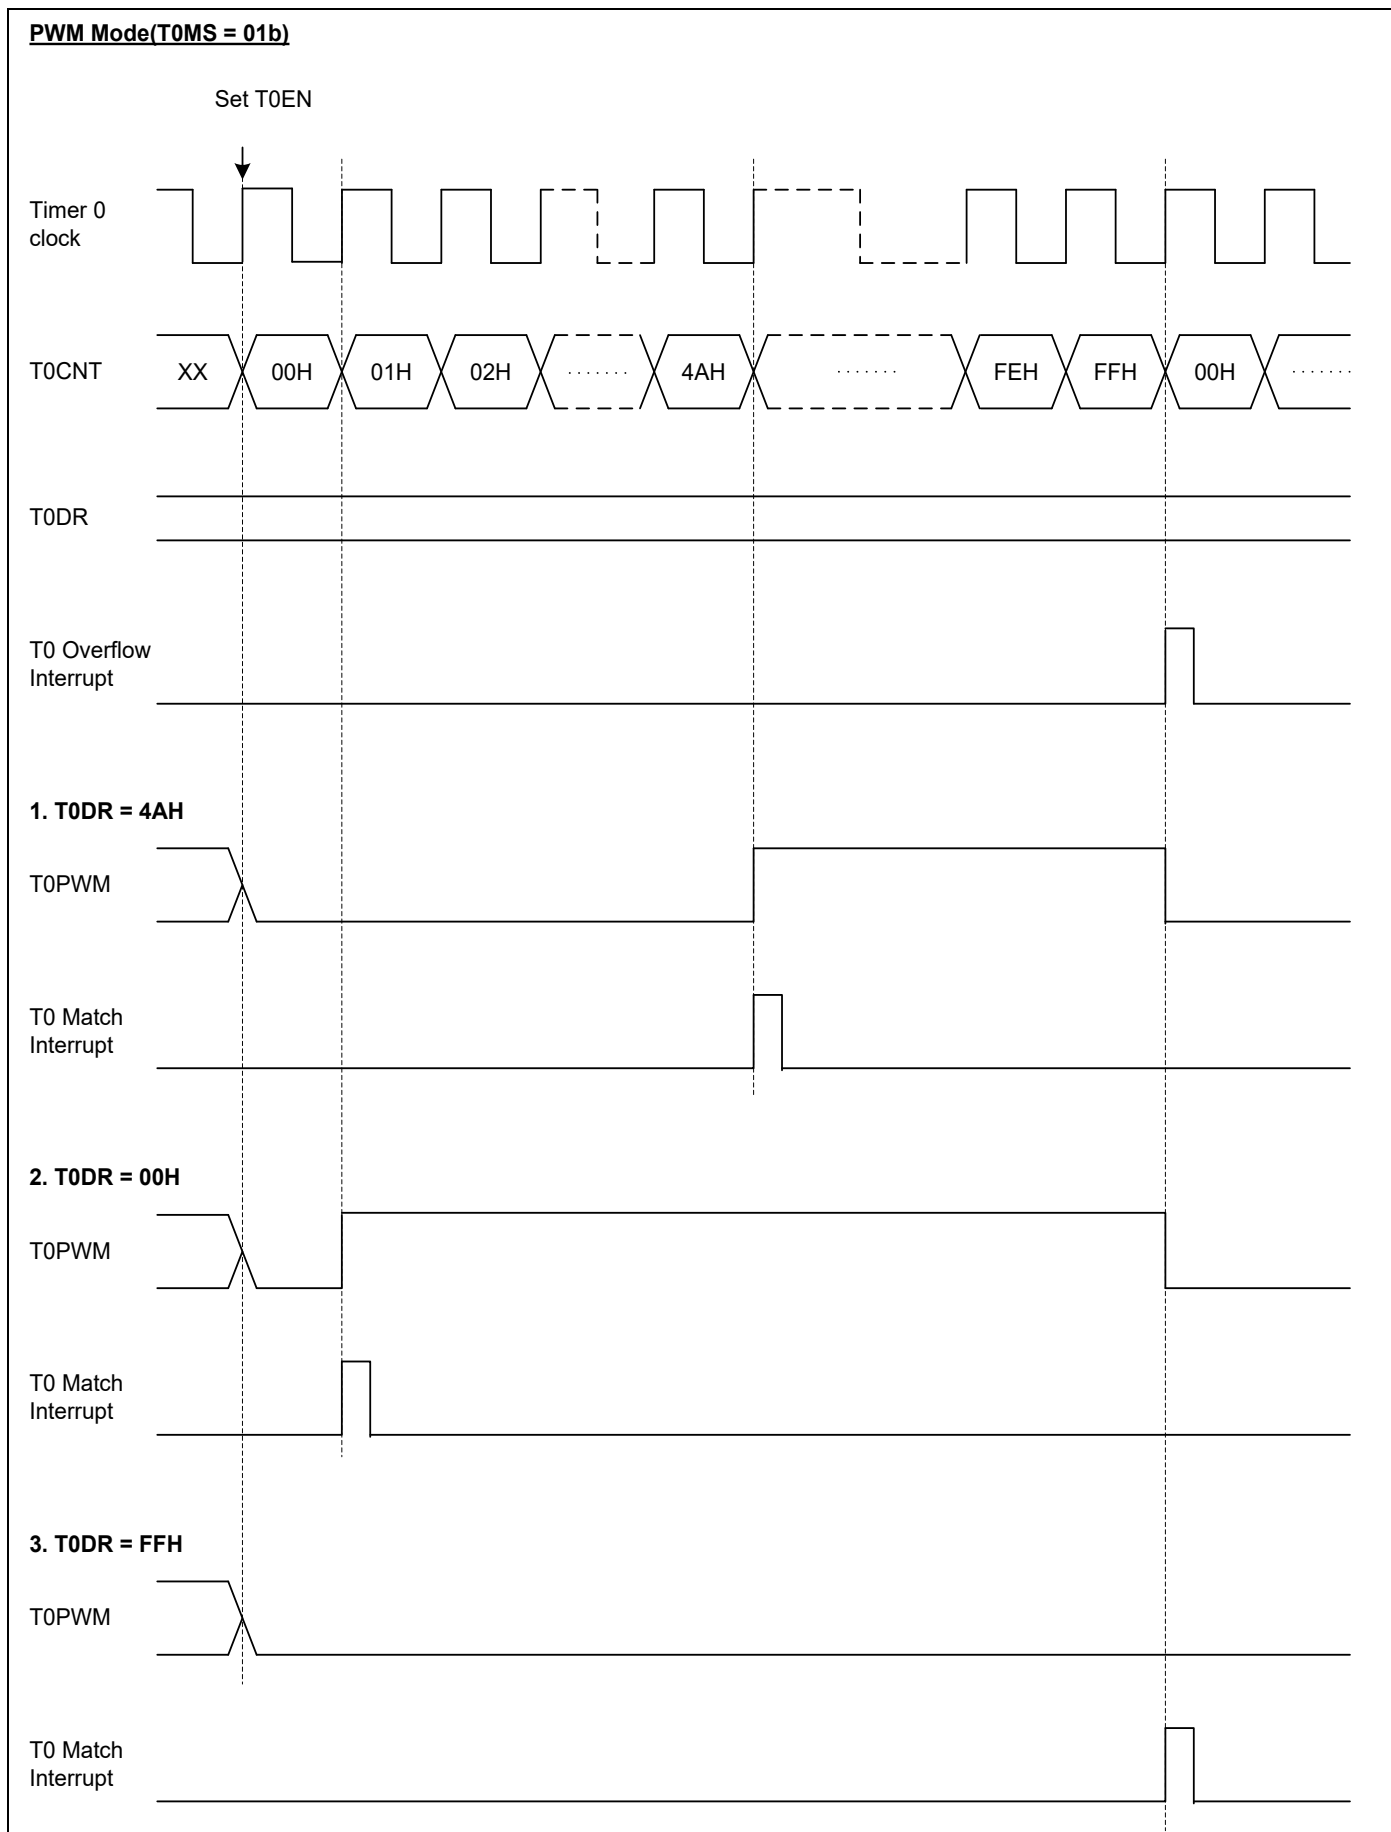 PWM Mode(T0MS = 01b)
Set T0EN
Timer 0
clock
T0CNT XX 00H 01H 02H ....... 4AH ....... FEH FFH 00H .......
T0DR
T0 Overflow
Interrupt
1. T0DR = 4AH
T0PWM
T0 Match
Interrupt
2. T0DR = 00H
T0PWM
T0 Match
Interrupt
3. T0DR = FFH
T0PWM
T0 Match
Interrupt